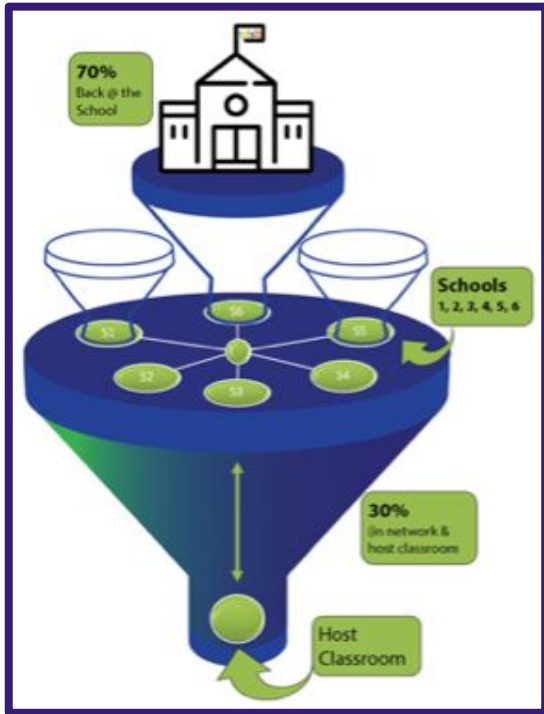 70%
Back @ the
School
S6
S1
S5
Schools
1, 2, 3, 4, 5, 6
S2
S4
S3
30%
@in network &
host classroom
Host
Classroom